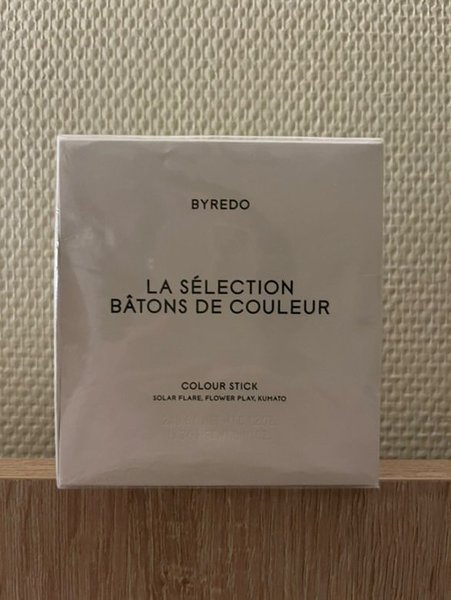 BYREDO
LA SÉLECTION
BÂTONS DE COULEUR
COLOUR STICK
SOLAR FLARE, FLOWER PLAY, KUMATO